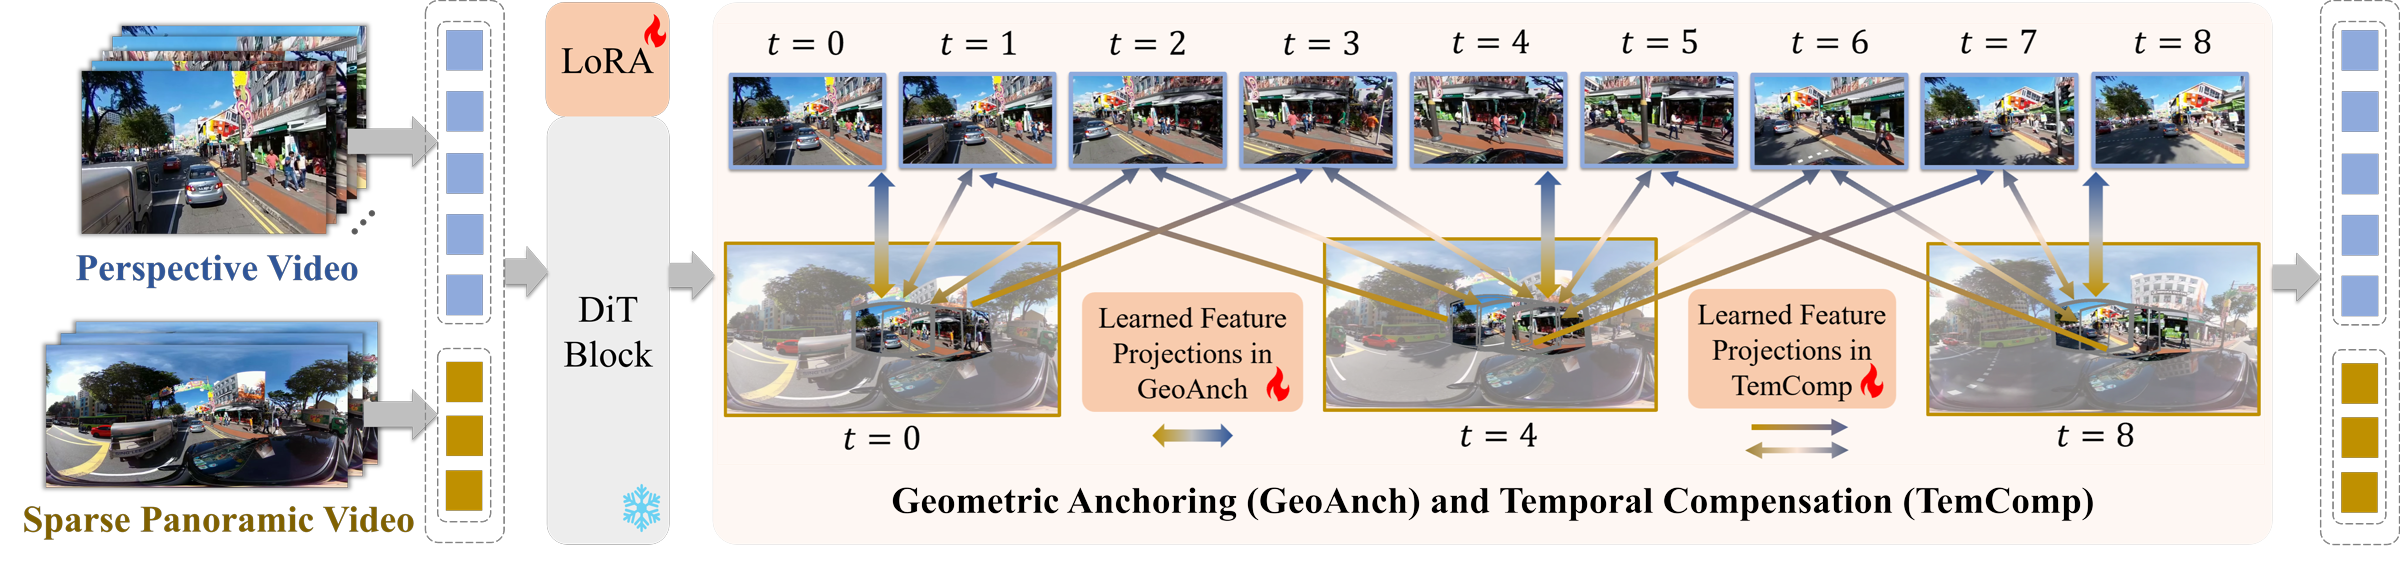 Perspective Video
Sparse Panoramic Video
LoRA
DiT
Block
t = 0
t = 1
t = 2
t = 3
t = 4
t = 5
t = 6
t = 7
t = 8
Learned Feature
Projections in
GeoAnch
Learned Feature
Projections in
TemComp
t = 0
t = 4
t = 8
Geometric Anchoring (GeoAnch) and Temporal Compensation (TemComp)